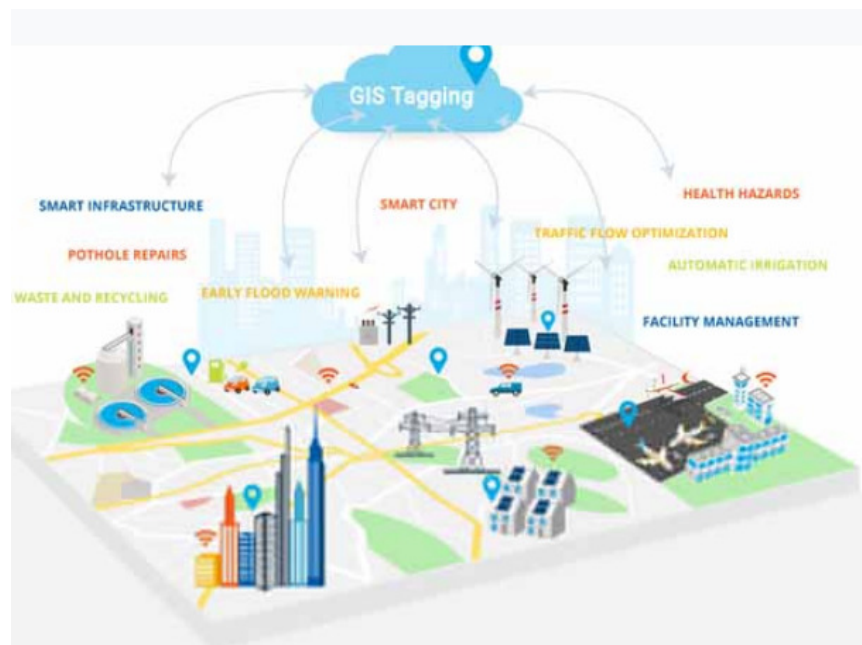 GIS Tagging
SMART INFRASTRUCTURE
SMART CITY
HEALTH HAZARDS
POTHOLE REPAIRS
TRAFFIC FLOW OPTIMIZATION
WASTE AND RECYCLING
EARLY FLOOD WARNING
AUTOMATIC IRRIGATION
FACILITY MANAGEMENT